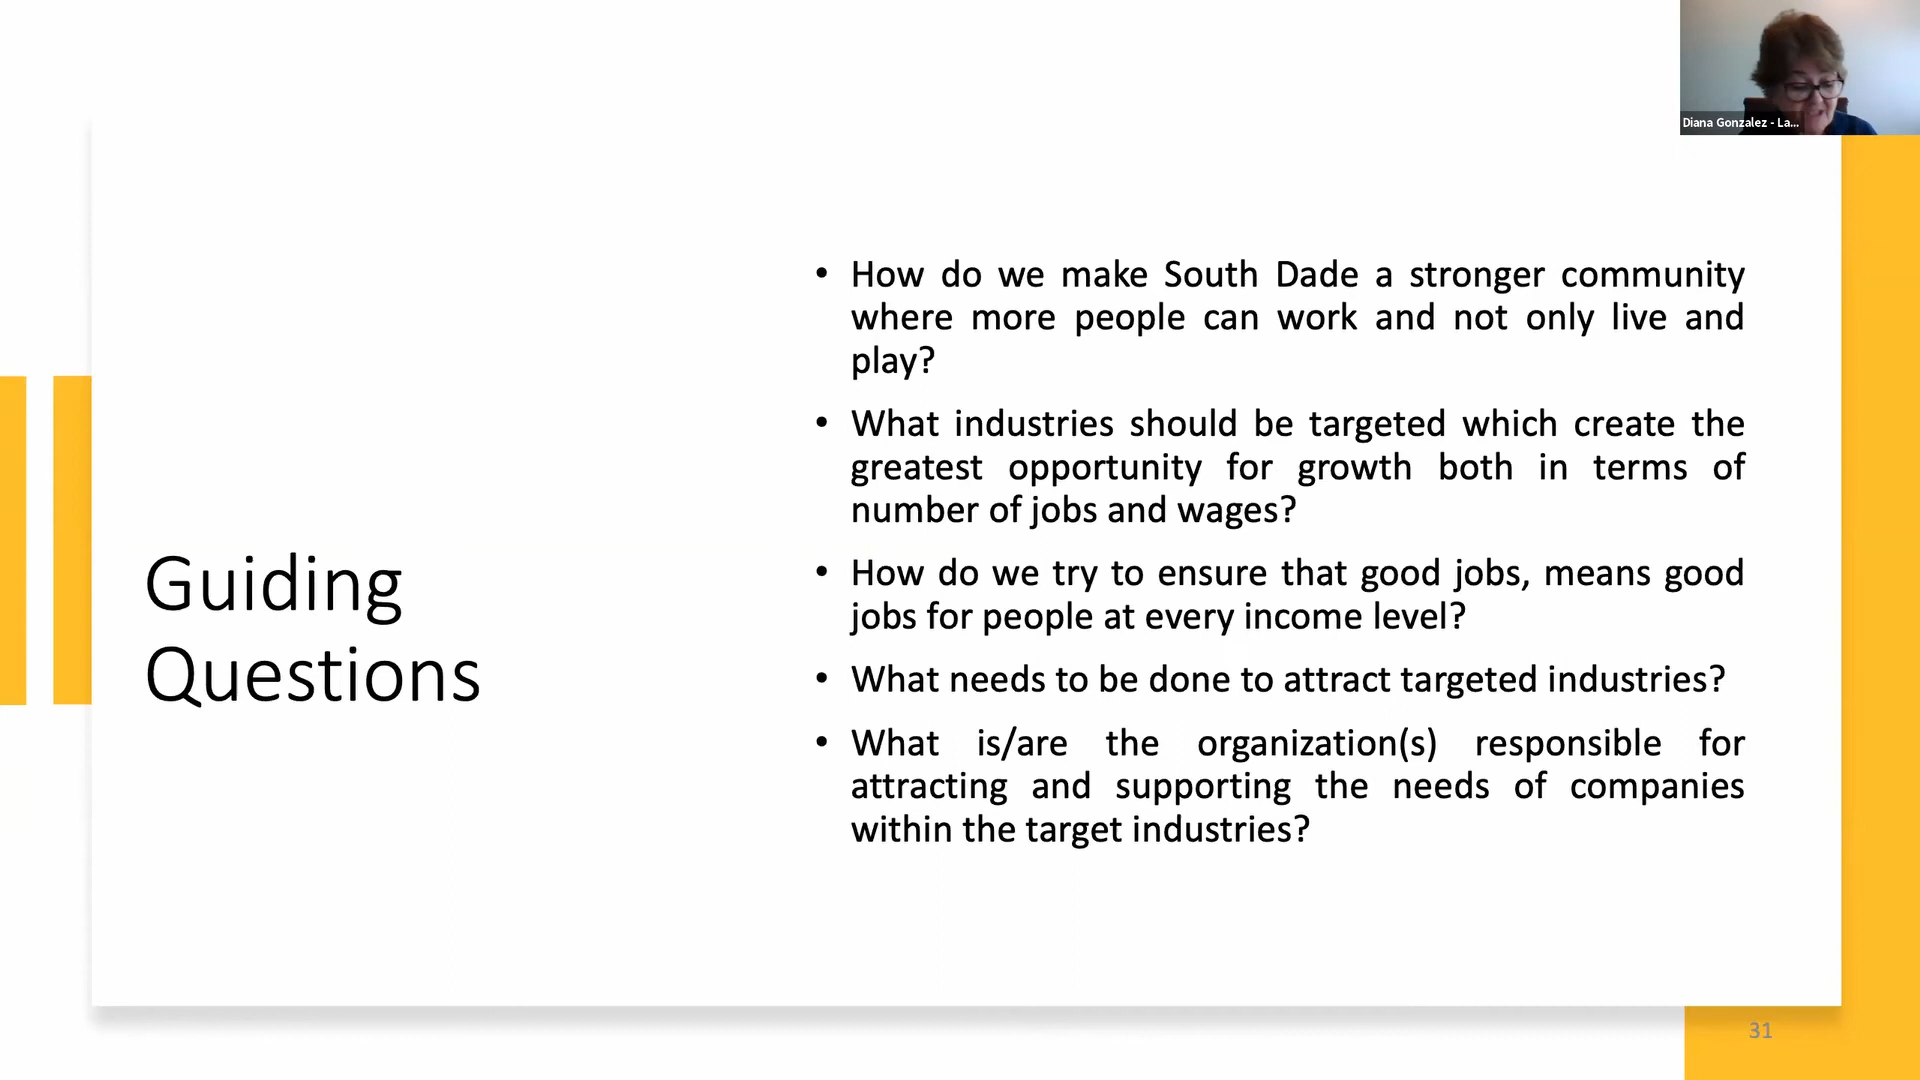 Diana Gonzalez - La...
Guiding
Questions
• How do we make South Dade a stronger community
where more people can work and not only live and
play?
• What industries should be targeted which create the
greatest opportunity for growth both in terms of
number of jobs and wages?
• How do we try to ensure that good jobs, means good
jobs for people at every income level?
• What needs to be done to attract targeted industries?
• What is/are the organization(s) responsible for
attracting and supporting the needs of companies
within the target industries?
31